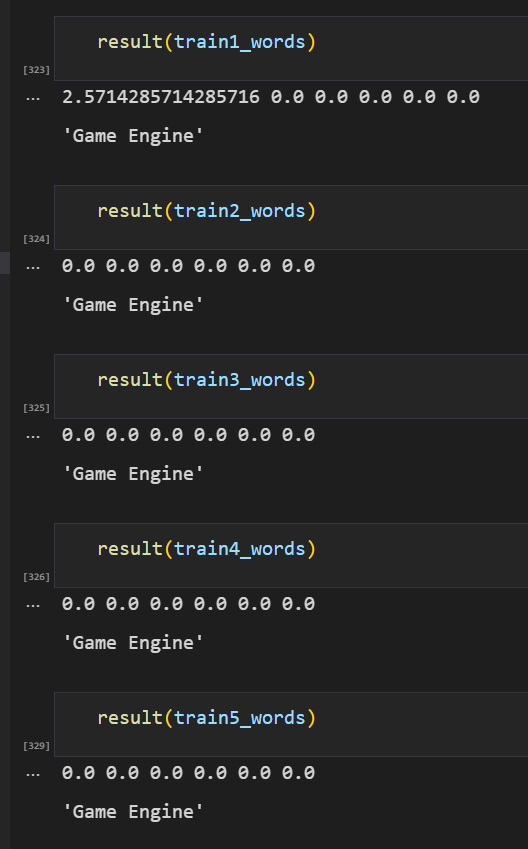 result(train1_words)
[323]
... 2.5714285714285716 0.0 0.0 0.0 0.0 0.0
'Game Engine'
result(train2_words)
[324]
... 0.0 0.0 0.0 0.0 0.0 0.0
'Game Engine'
result(train3_words)
[325]
... 0.0 0.0 0.0 0.0 0.0 0.0
'Game Engine'
result(train4_words)
[326]
... 0.0 0.0 0.0 0.0 0.0 0.0
'Game Engine'
result(train5_words)
[329]
... 0.0 0.0 0.0 0.0 0.0 0.0
'Game Engine'